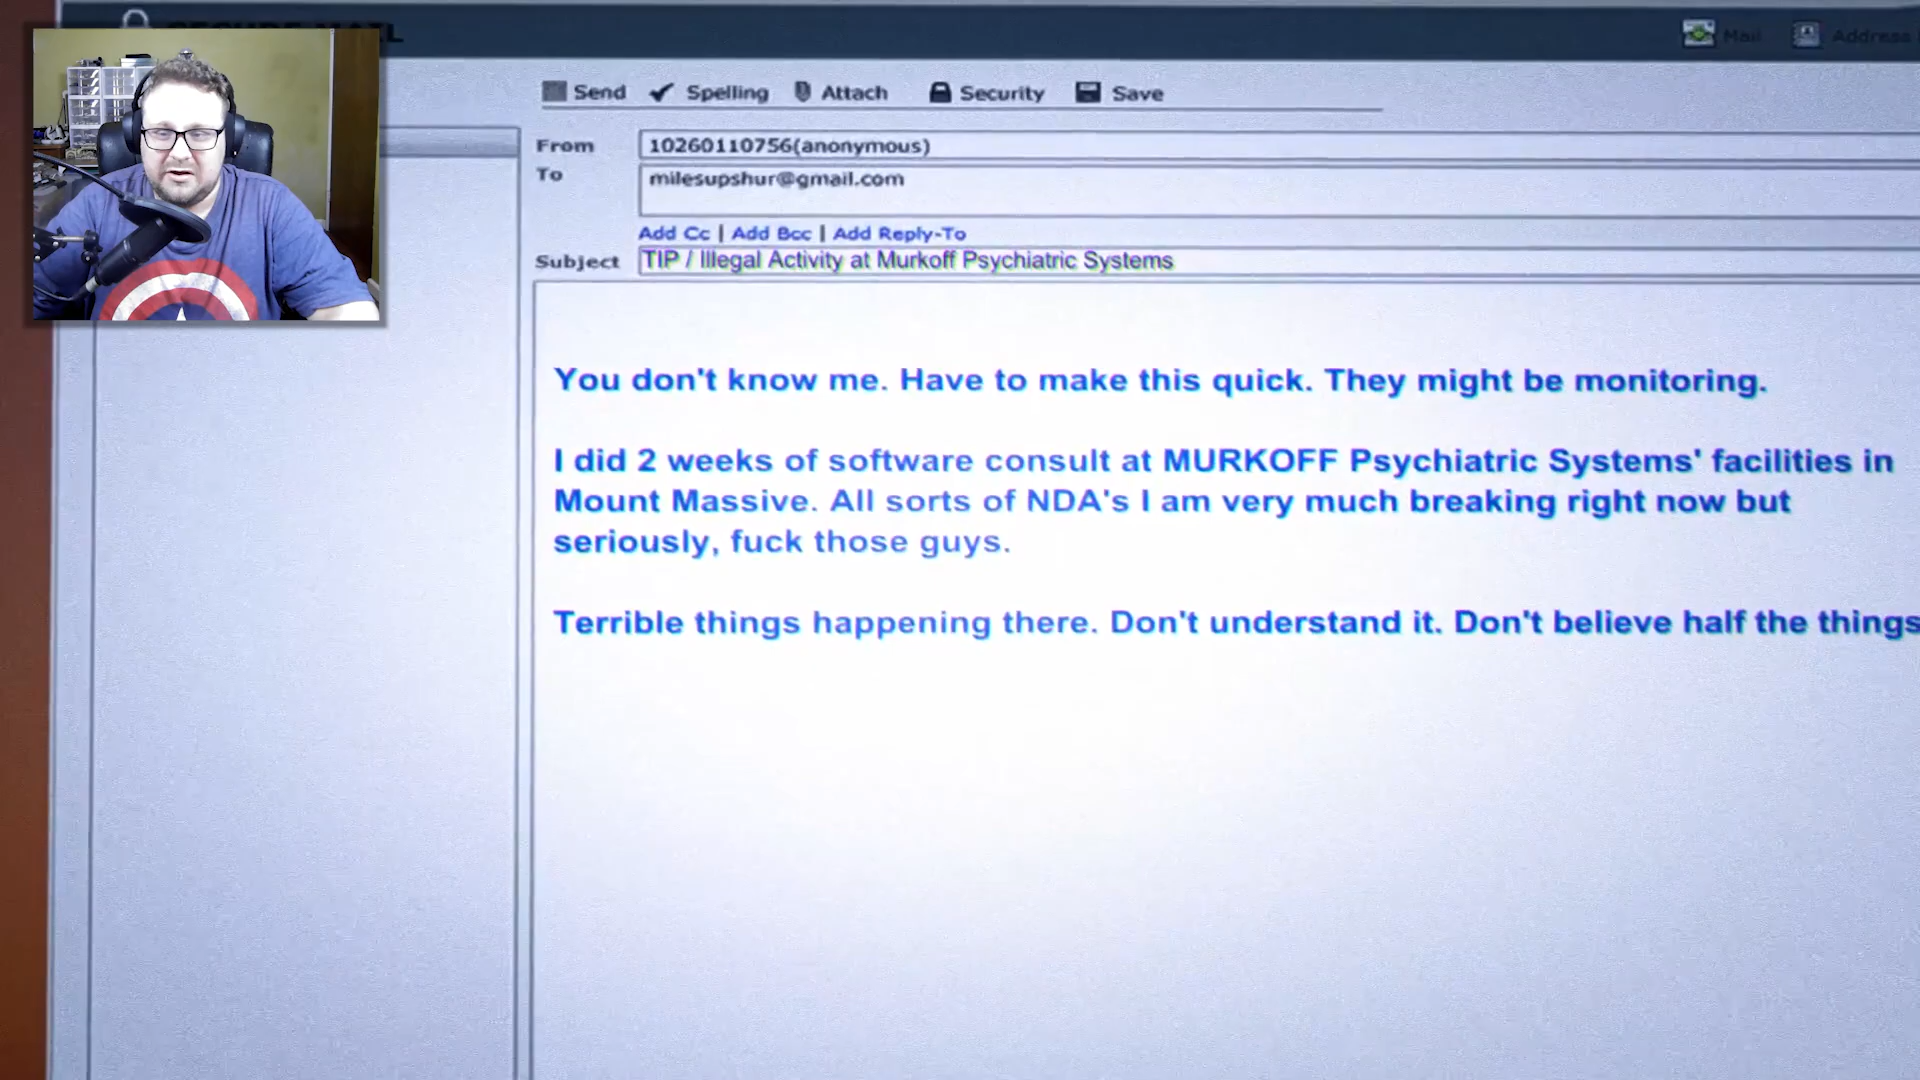 Mail Address
Send Spelling Attach Security Save
From 10260110756(anonymous)
To milesupshur@gmail.com
Add Cc | Add Bcc | Add Reply-To
Subject TIP / Illegal Activity at Murkoff Psychiatric Systems
You don't know me. Have to make this quick. They might be monitoring.
I did 2 weeks of software consult at MURKOFF Psychiatric Systems' facilities in
Mount Massive. All sorts of NDA's I am very much breaking right now but
seriously, fuck those guys.
Terrible things happening there. Don't understand it. Don't believe half the things